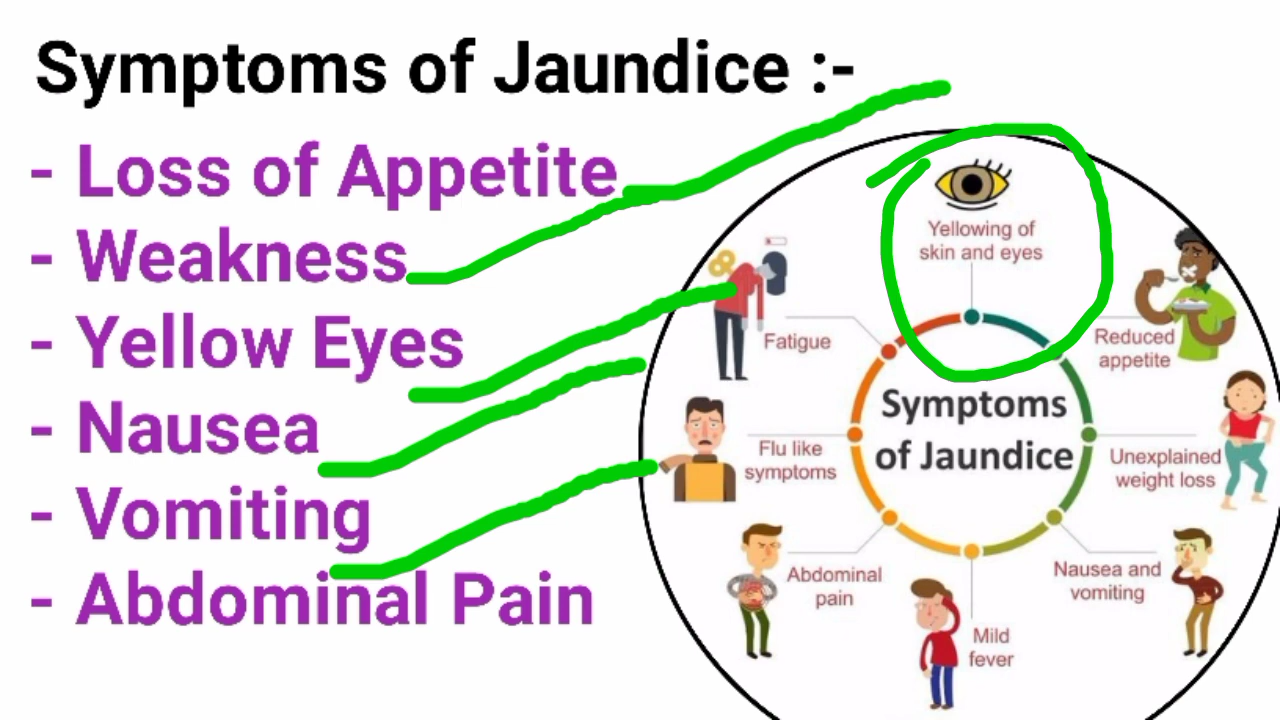 Symptoms of Jaundice :-
- Loss of Appetite
- Weakness
- Yellow Eyes
- Nausea
- Vomiting
- Abdominal Pain
Yellowing of
skin and eyes
Fatigue
Reduced
appetite
Symptoms
of Jaundice
Flu like
symptoms
Unexplained
weight loss
Abdominal
pain
Nausea and
vomiting
Mild
fever